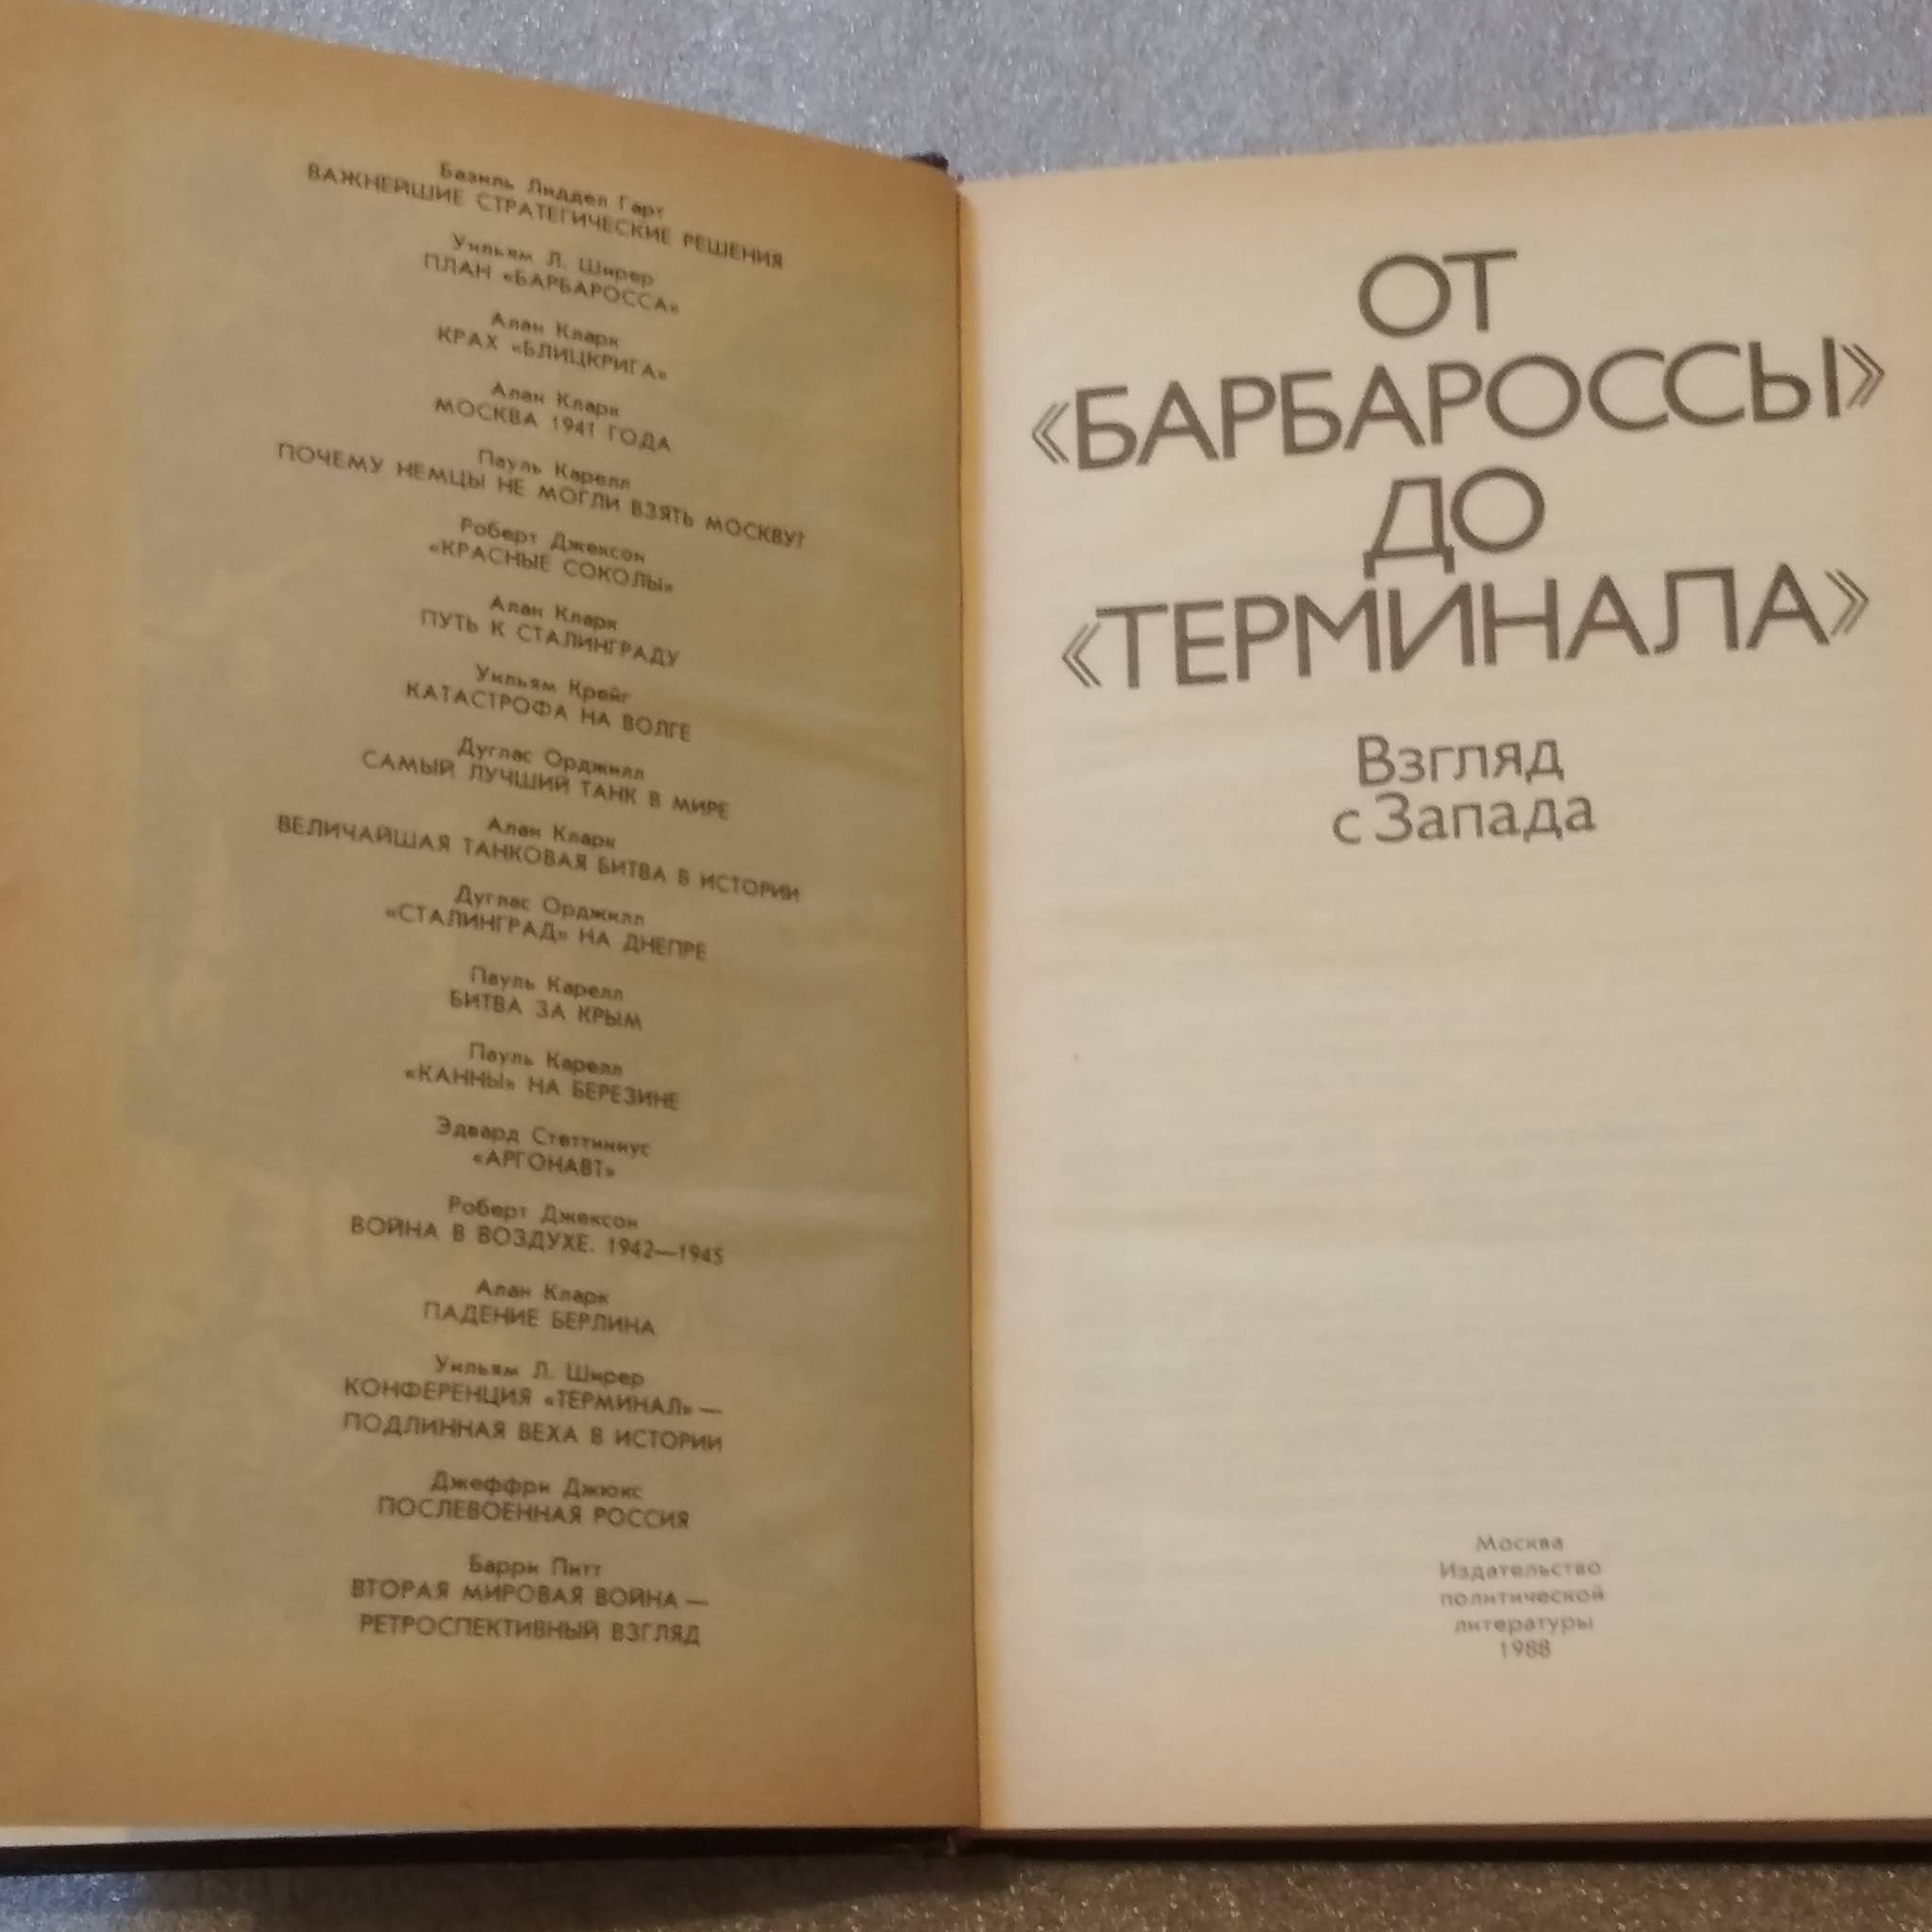 Базиль Лиддел Гарт
ВАЖНЕЙШИЕ СТРАТЕГИЧЕСКИЕ РЕШЕНИЯ
Уильям Л. Ширер
ПЛАН «БАРБАРОССА»
Алан Кларк
КРАХ «БЛИЦКРИГА»
Алан Кларк
МОСКВА 1941 ГОДА
Пауль Карелл
ПОЧЕМУ НЕМЦЫ НЕ МОГЛИ ВЗЯТЬ МОСКВУ?
Роберт Джексон
«КРАСНЫЕ СОКОЛЫ»
Алан Кларк
ПУТЬ К СТАЛИНГРАДУ
Уильям Крейг
КАТАСТРОФА НА ВОЛГЕ
Дуглас Орджилл
САМЫЙ ЛУЧШИЙ ТАНК В МИРЕ
Алан Кларк
ВЕЛИЧАЙШАЯ ТАНКОВАЯ БИТВА В ИСТОРИИ
Дуглас Орджилл
«СТАЛИНГРАД» НА ДНЕПРЕ
Пауль Карелл
БИТВА ЗА КРЫМ
Пауль Карелл
«КАННЫ» НА БЕРЕЗИНЕ
Эдвард Стеттиниус
«АРГОНАВТ»
Роберт Джексон
ВОЙНА В ВОЗДУХЕ. 1942—1945
Алан Кларк
ПАДЕНИЕ БЕРЛИНА
Уильям Л. Ширер
КОНФЕРЕНЦИЯ «ТЕРМИНАЛ» —
ПОДЛИННАЯ ВЕХА В ИСТОРИИ
Джеффри Джюкс
ПОСЛЕВОЕННАЯ РОССИЯ
Барри Питт
ВТОРАЯ МИРОВАЯ ВОЙНА —
РЕТРОСПЕКТИВНЫЙ ВЗГЛЯД
ОТ
«БАРБАРОССЫ»
ДО
«ТЕРМИНАЛА»
Взгляд
с Запада
Москва
Издательство
политической
литературы
1988